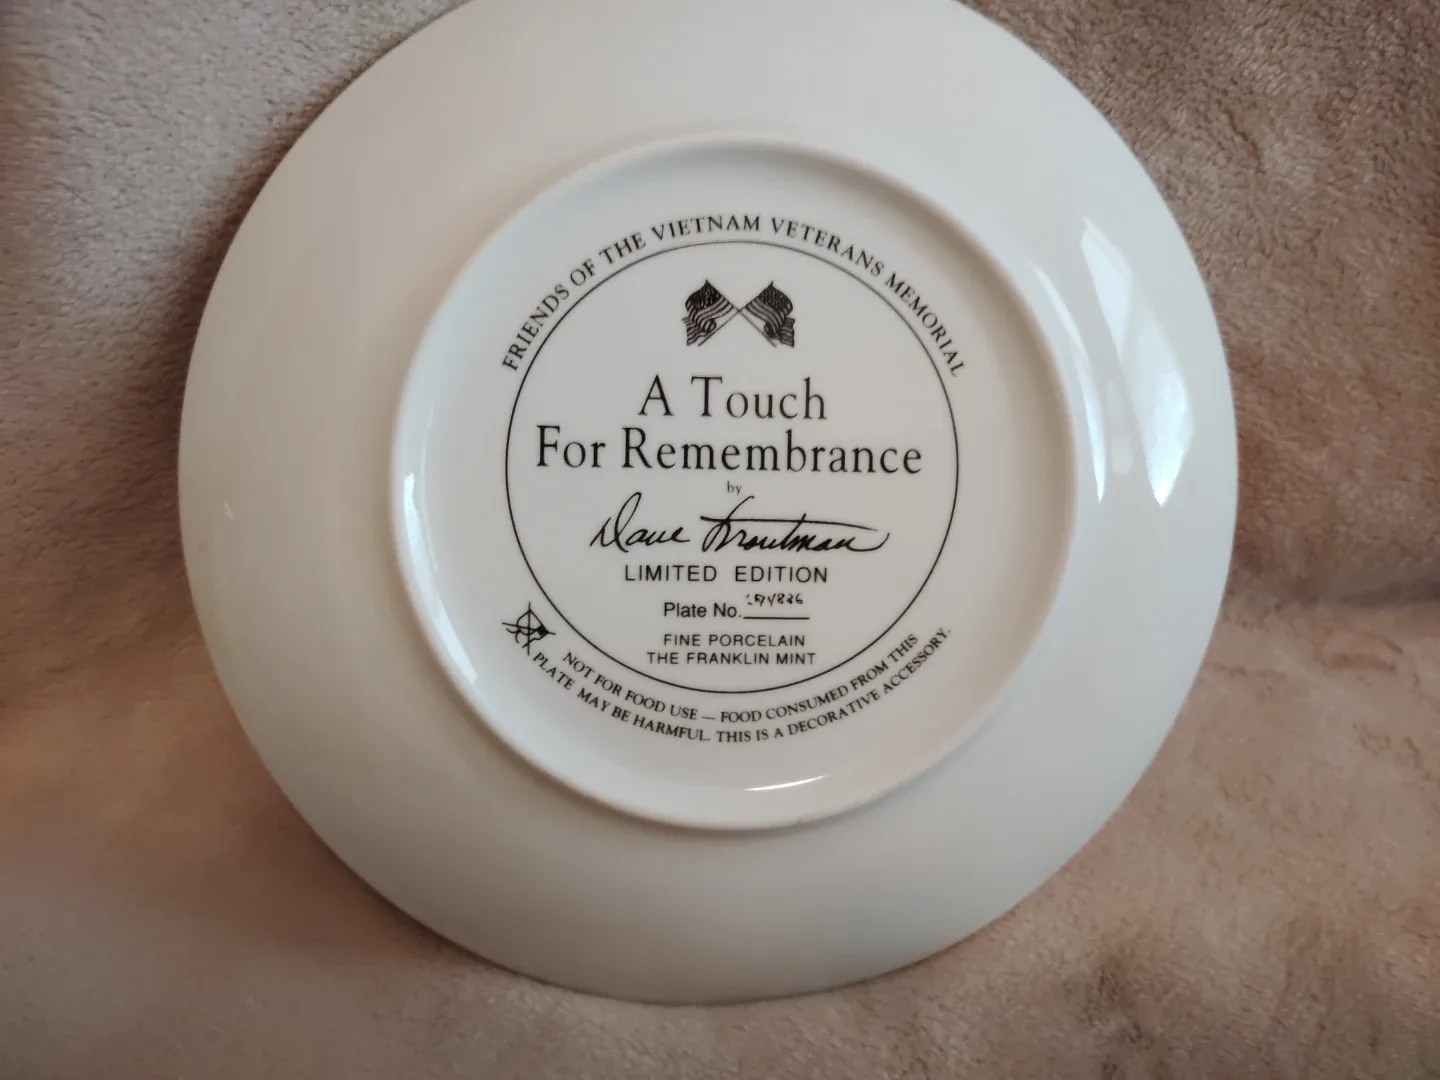 FRIENDS OF THE VIETNAM VETERANS MEMORIAL
A Touch
For Remembrance
by
Dave Troutman
LIMITED EDITION
Plate No.
FINE PORCELAIN
THE FRANKLIN MINT
NOT FOR FOOD USE — FOOD CONSUMED FROM THIS
PLATE MAY BE HARMFUL. THIS IS A DECORATIVE ACCESSORY.